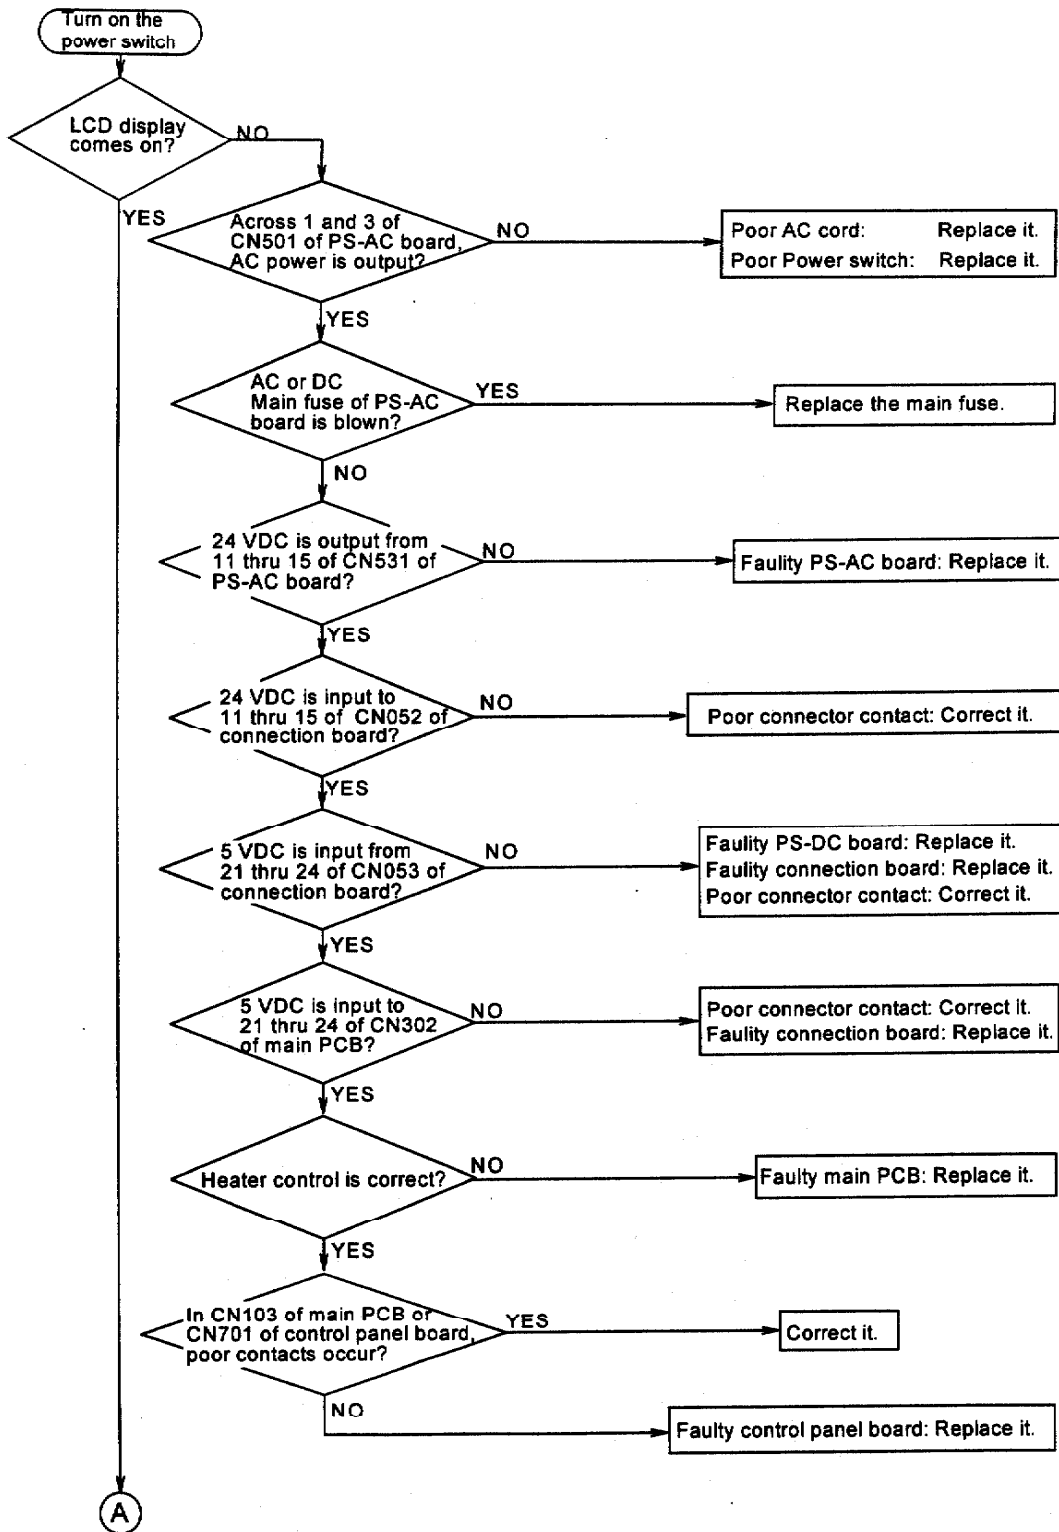 Turn on the
power switch
LCD display
comes on?
NO
YES
Across 1 and 3 of
CN501 of PS-AC board,
AC power is output?
NO
Poor AC cord: Replace it.
Poor Power switch: Replace it.
YES
AC or DC
Main fuse of PS-AC
board is blown?
YES
Replace the main fuse.
NO
24 VDC is output from
11 thru 15 of CN531 of
PS-AC board?
NO
Faulity PS-AC board: Replace it.
YES
24 VDC is input to
11 thru 15 of CN052 of
connection board?
NO
Poor connector contact: Correct it.
YES
5 VDC is input from
21 thru 24 of CN053 of
connection board?
NO
Faulity PS-DC board: Replace it.
Faulity connection board: Replace it.
Poor connector contact: Correct it.
YES
5 VDC is input to
21 thru 24 of CN302
of main PCB?
NO
Poor connector contact: Correct it.
Faulity connection board: Replace it.
YES
Heater control is correct?
NO
Faulty main PCB: Replace it.
YES
In CN103 of main PCB or
CN701 of control panel board,
poor contacts occur?
YES
Correct it.
NO
Faulty control panel board: Replace it.
A